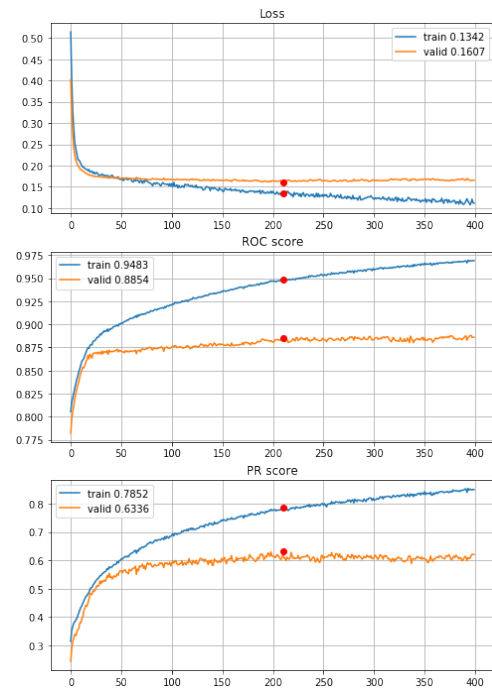 Loss
0.50
0.45
0.40
0.35
0.30
0.25
0.20
0.15
0.10
train 0.1342
valid 0.1607
0 50 100 150 200 250 300 350 400
ROC score
0.975
0.950
0.925
0.900
0.875
0.850
0.825
0.800
0.775
train 0.9483
valid 0.8854
0 50 100 150 200 250 300 350 400
PR score
0.8
0.7
0.6
0.5
0.4
0.3
train 0.7852
valid 0.6336
0 50 100 150 200 250 300 350 400